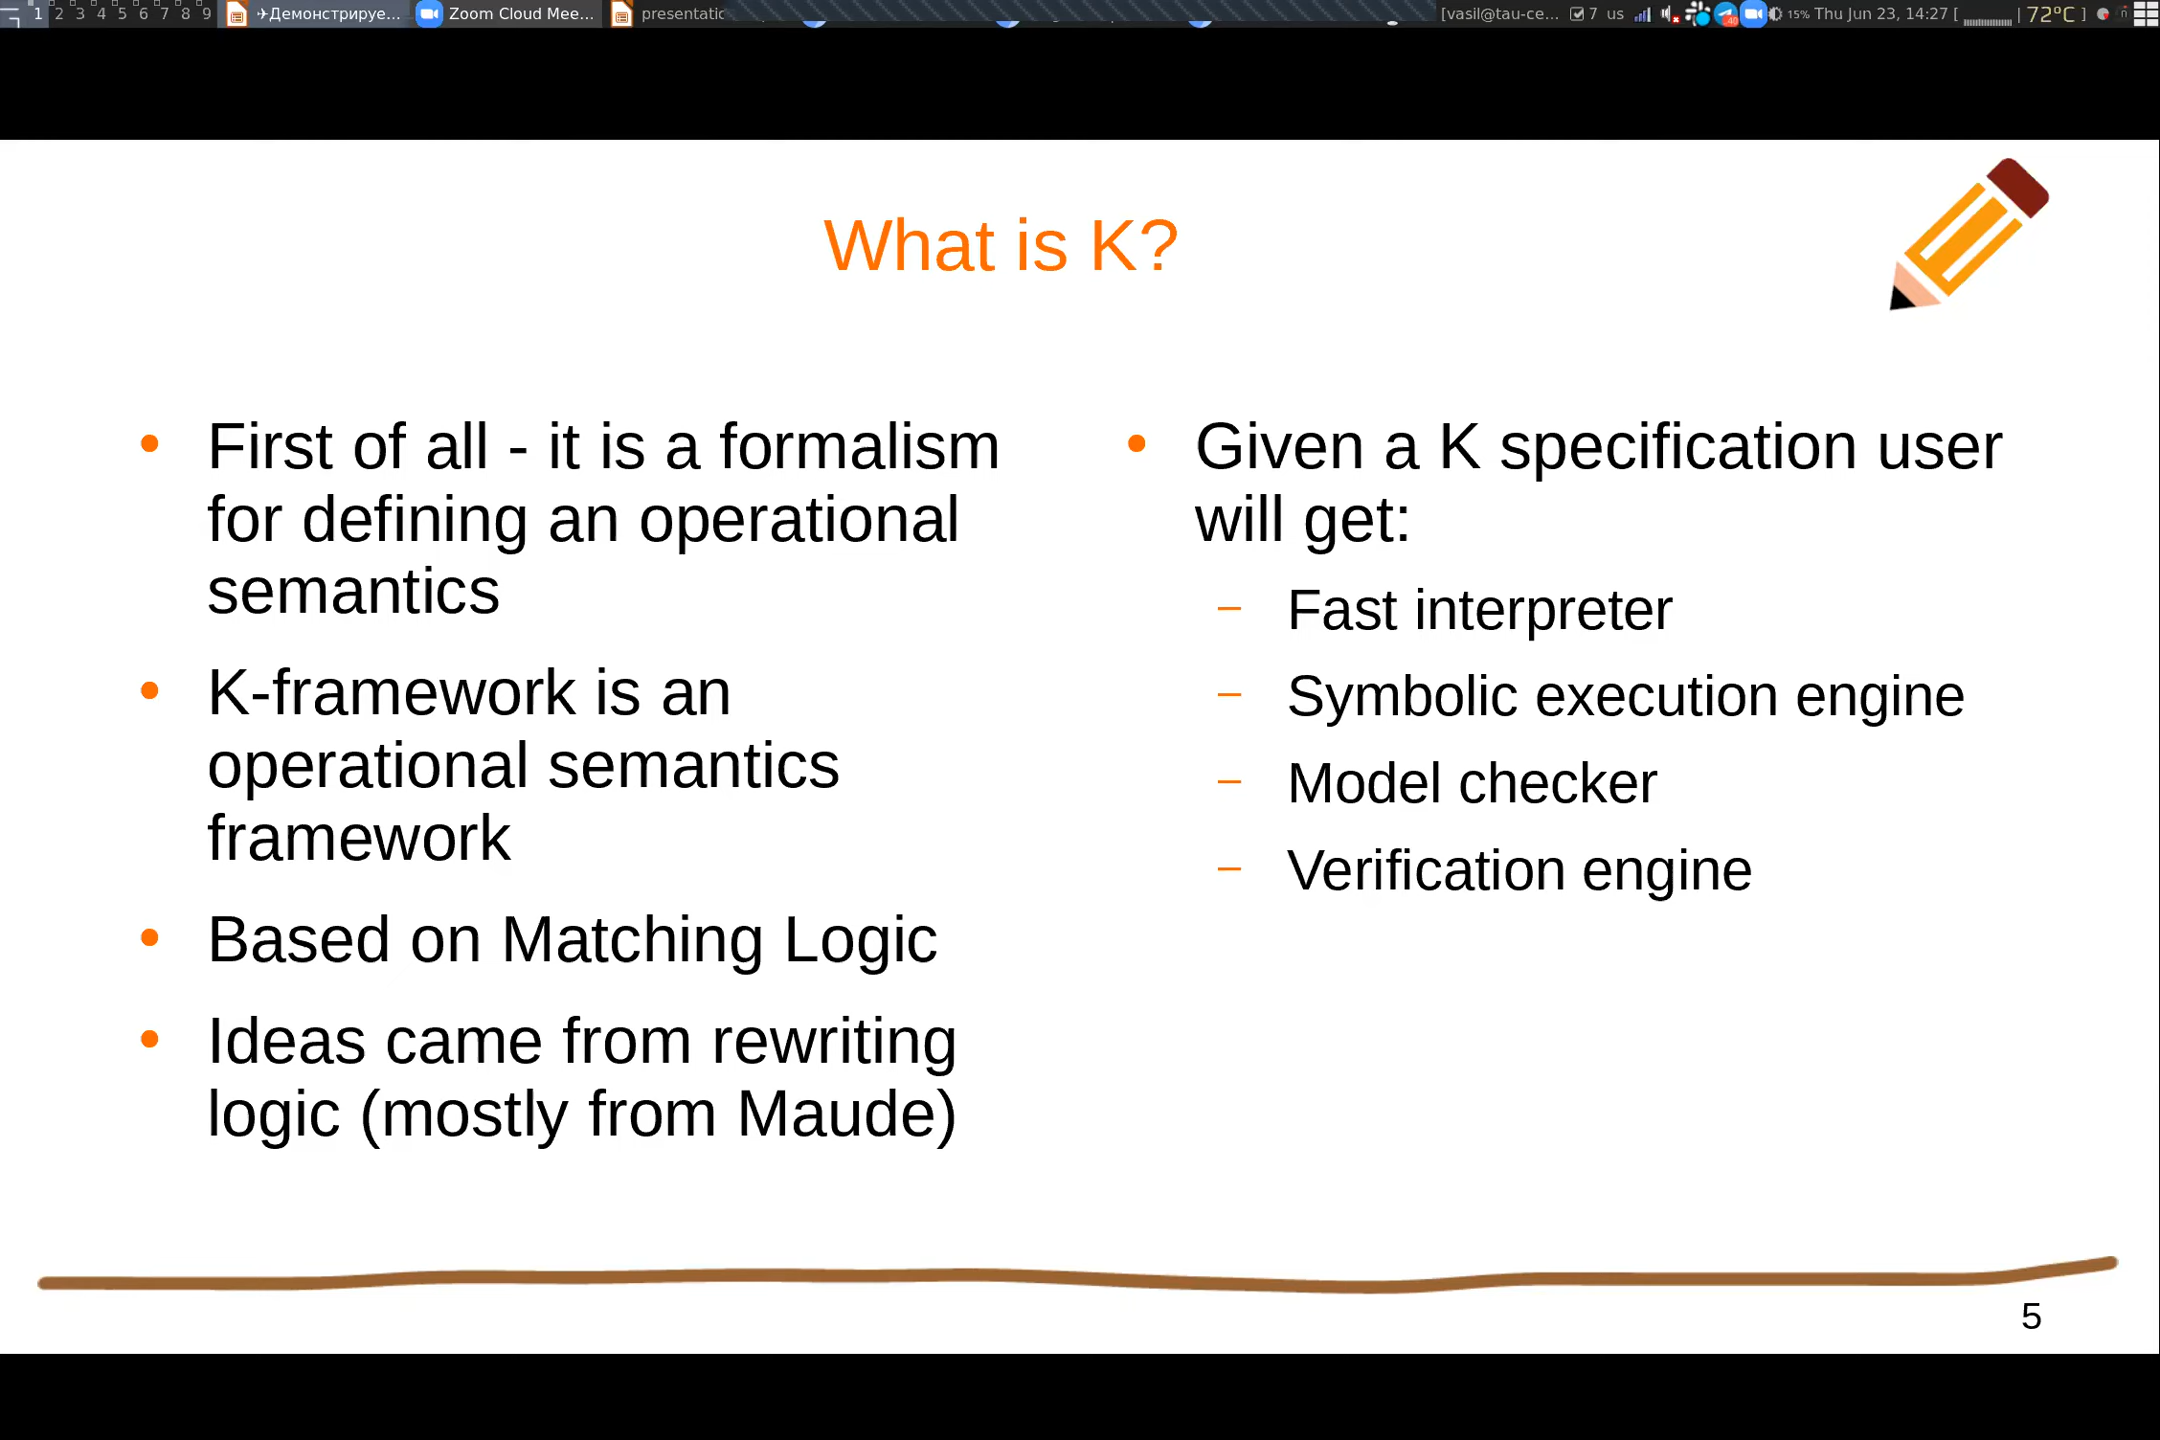 1 2 3 4 5 6 7 8 9 ✈Демонстрируе... Zoom Cloud Mee... [vasil@tau-ce... 7 us 15% Thu Jun 23, 14:27 [ | 72°C ]
What is K?
• First of all - it is a formalism
for defining an operational
semantics
• K-framework is an
operational semantics
framework
• Based on Matching Logic
• Ideas came from rewriting
logic (mostly from Maude)
• Given a K specification user
will get:
– Fast interpreter
– Symbolic execution engine
– Model checker
– Verification engine
5